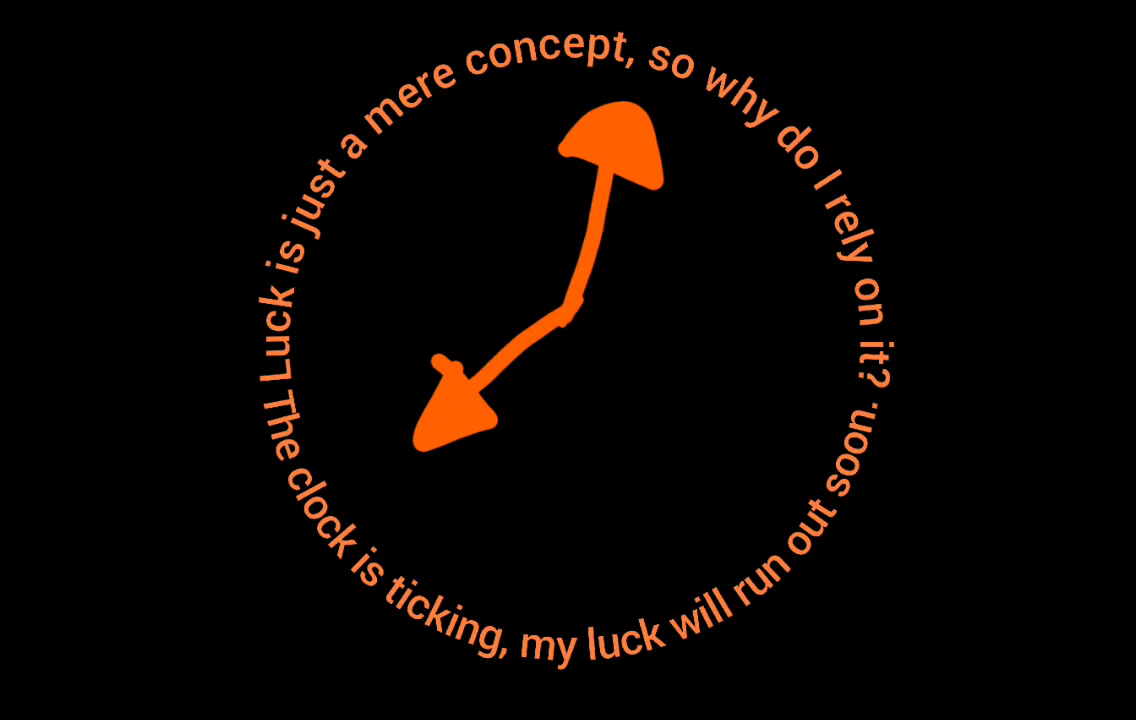 Luck is just a mere concept, so why do I rely on it?
The clock is ticking, my luck will run out soon.